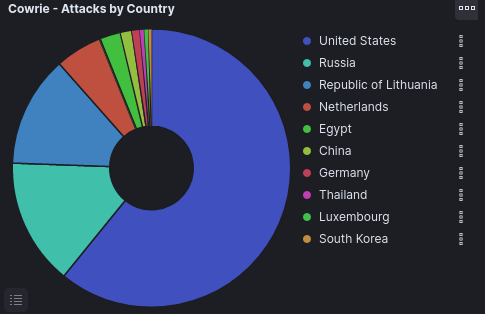 Cowrie - Attacks by Country
United States
Russia
Republic of Lithuania
Netherlands
Egypt
China
Germany
Thailand
Luxembourg
South Korea